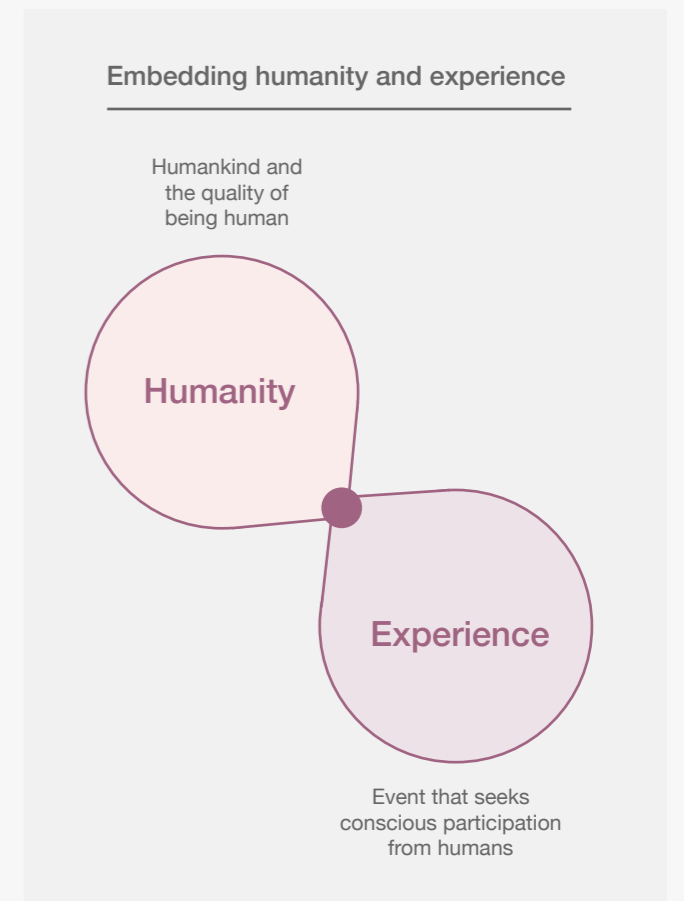 Embedding humanity and experience
Humankind and
the quality of
being human
Humanity
Experience
Event that seeks
conscious participation
from humans